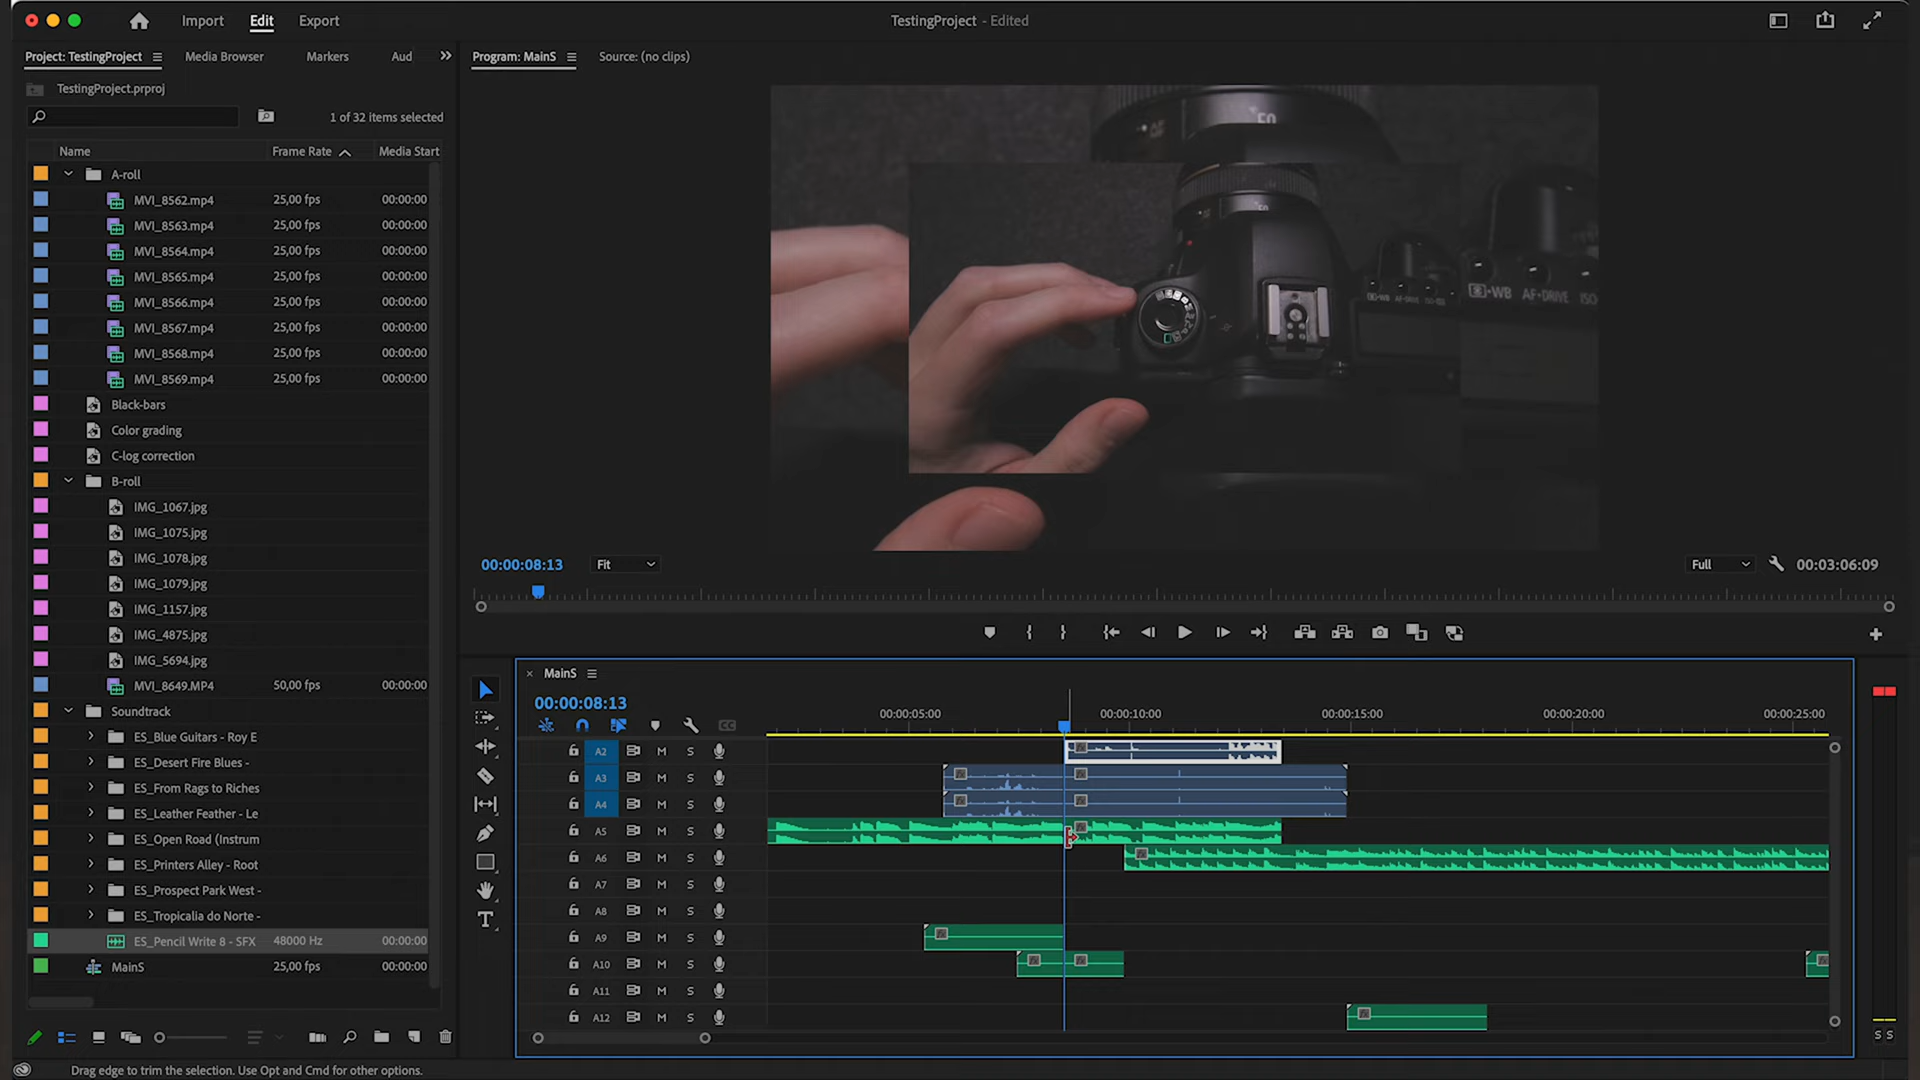 Import Edit Export TestingProject - Edited
Project: TestingProject Media Browser Markers Aud
TestingProject.prproj
1 of 32 items selected
Name Frame Rate Media Start
A-roll
MVI_8562.mp4 25,00 fps 00:00:00
MVI_8563.mp4 25,00 fps 00:00:00
MVI_8564.mp4 25,00 fps 00:00:00
MVI_8565.mp4 25,00 fps 00:00:00
MVI_8566.mp4 25,00 fps 00:00:00
MVI_8567.mp4 25,00 fps 00:00:00
MVI_8568.mp4 25,00 fps 00:00:00
MVI_8569.mp4 25,00 fps 00:00:00
Black-bars
Color grading
C-log correction
B-roll
IMG_1067.jpg
IMG_1075.jpg
IMG_1078.jpg
IMG_1079.jpg
IMG_1157.jpg
IMG_4875.jpg
IMG_5694.jpg
MVI_8649.MP4 50,00 fps 00:00:00
Soundtrack
ES_Blue Guitars - Roy E
ES_Desert Fire Blues -
ES_From Rags to Riches
ES_Leather Feather - Le
ES_Open Road (Instrum
ES_Printers Alley - Root
ES_Prospect Park West -
ES_Tropicalia do Norte -
ES_Pencil Write 8 - SFX 48000 Hz 00:00:00
MainS 25,00 fps 00:00:00
Program: MainS Source: (no clips)
AF
WB AF•DRIVE ISO
00:00:08:13 Fit Full 00:03:06:09
× MainS
00:00:08:13
CC
00:00:05:00 00:00:10:00 00:00:15:00 00:00:20:00 00:00:25:00
A2 M S
A3 M S
A4 M S
A5 M S
A6 M S
A7 M S
A8 M S
A9 M S
A10 M S
A11 M S
A12 M S
S S
Drag edge to trim the selection. Use Opt and Cmd for other options.